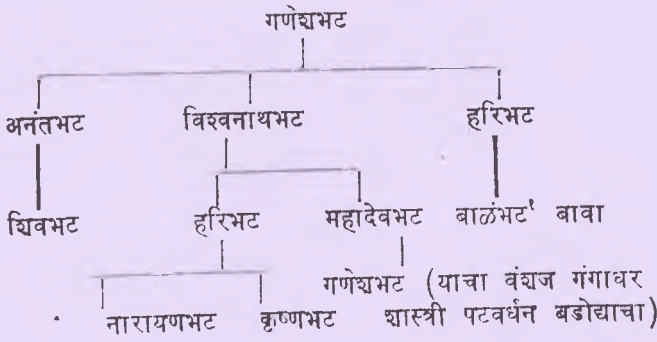 गणेशभट
अनंतभट विश्वनाथभट हरिभट
शिवभट हरिभट महादेवभट बाळंभट' बावा
गणेशभट (याचा वंशज गंगाधर
नारायणभट कृष्णभट शास्त्री पटवर्धन बडोद्याचा)